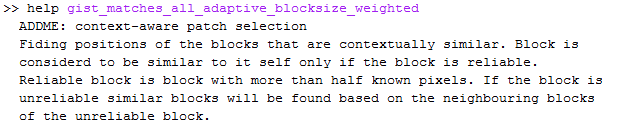 >> help gist_matches_all_adaptive_blocksize_weighted
ADDME: context-aware patch selection
Fiding positions of the blocks that are contextually similar. Block is
considerd to be similar to it self only if the block is reliable.
Reliable block is block with more than half known pixels. If the block is
unreliable similar blocks will be found based on the neighbouring blocks
of the unreliable block.